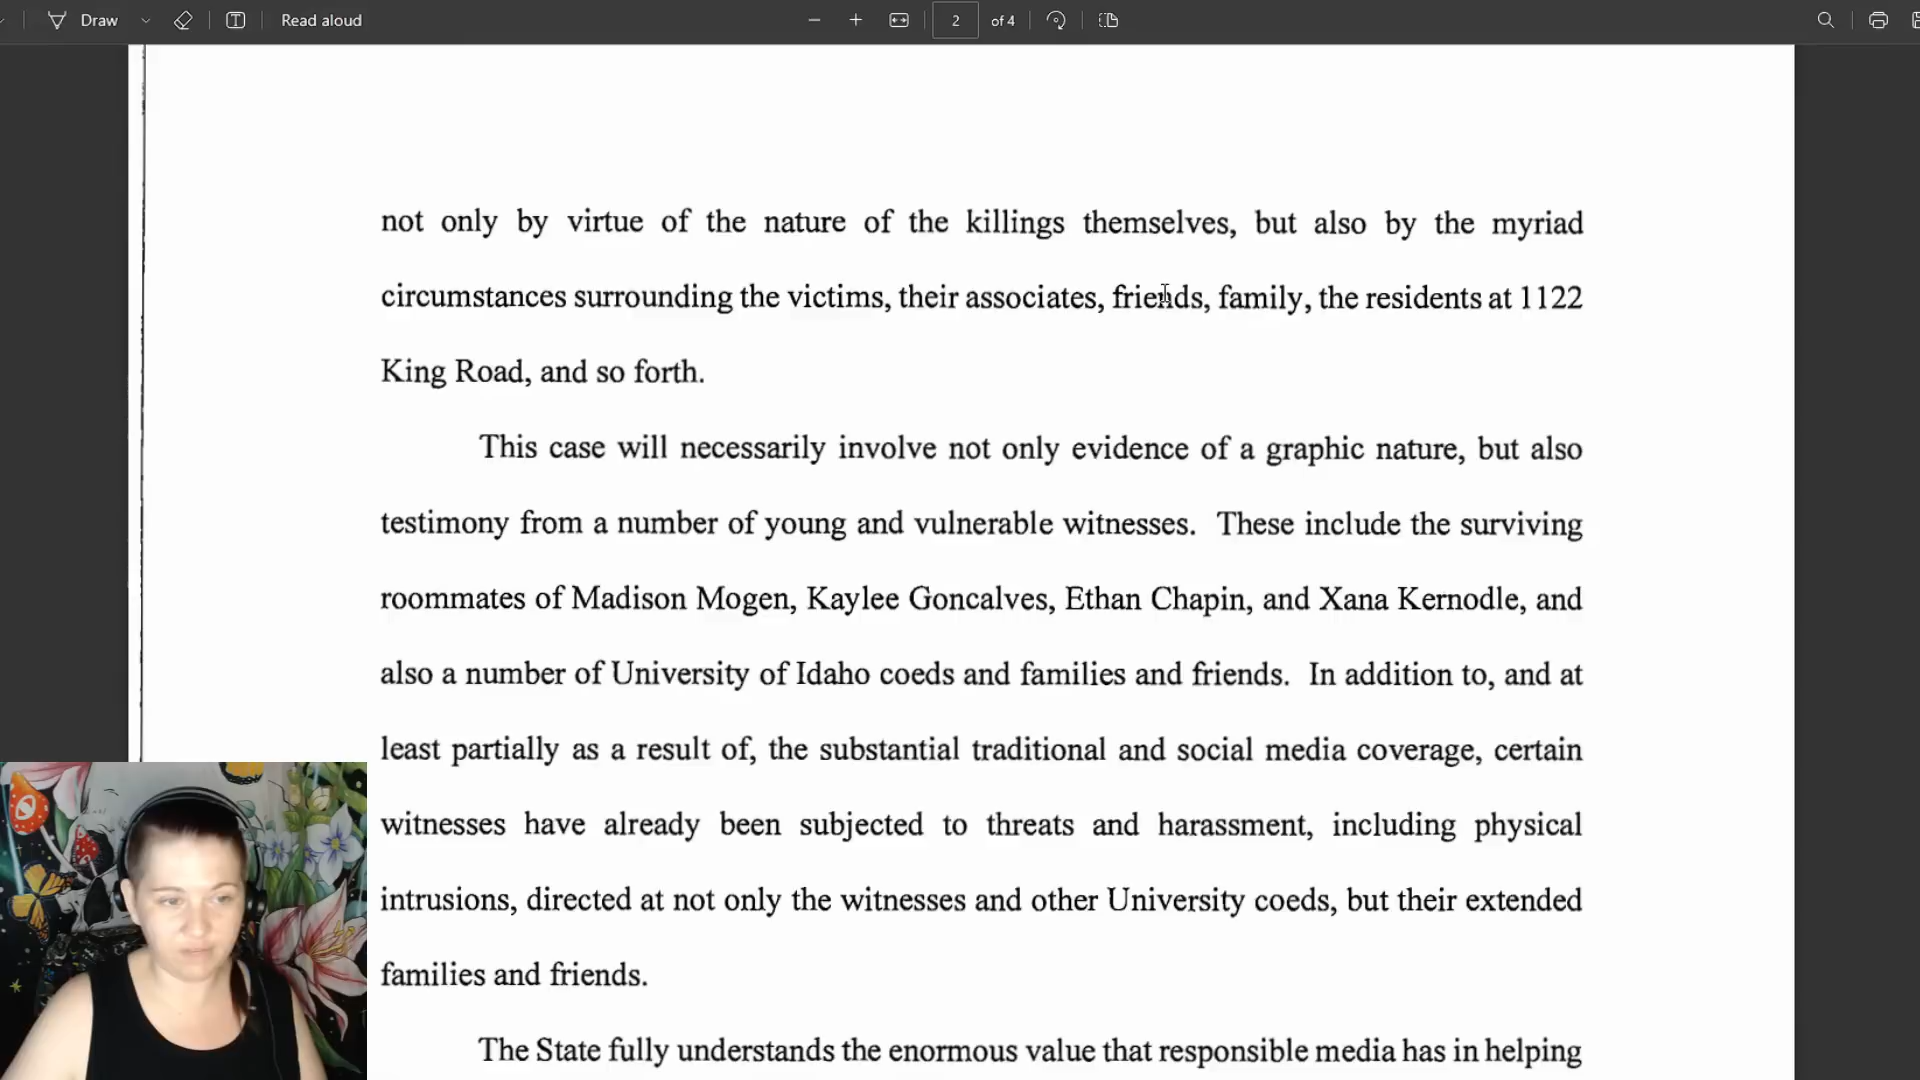 Draw
Read aloud
2 of 4
not only by virtue of the nature of the killings themselves, but also by the myriad
circumstances surrounding the victims, their associates, friends, family, the residents at 1122
King Road, and so forth.
This case will necessarily involve not only evidence of a graphic nature, but also
testimony from a number of young and vulnerable witnesses. These include the surviving
roommates of Madison Mogen, Kaylee Goncalves, Ethan Chapin, and Xana Kernodle, and
also a number of University of Idaho coeds and families and friends. In addition to, and at
least partially as a result of, the substantial traditional and social media coverage, certain
witnesses have already been subjected to threats and harassment, including physical
intrusions, directed at not only the witnesses and other University coeds, but their extended
families and friends.
The State fully understands the enormous value that responsible media has in helping